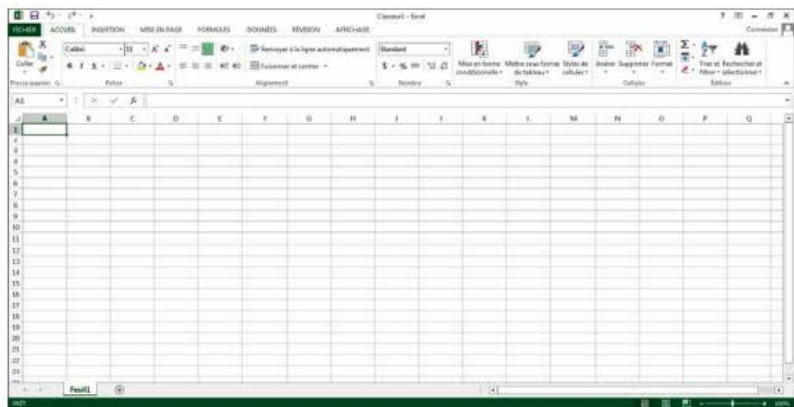 Classeur1 - Excel
FICHIER ACCUEIL INSERTION MISE EN PAGE FORMULES DONNÉES RÉVISION AFFICHAGE Connexion
Calibri 11 A A Renvoyer à la ligne automatiquement Standard
Coller G I S A Fusionner et centrer $ % Mise en forme conditionnelle Mettre sous forme de tableau Styles de cellules Insérer Supprimer Format Trier et filtrer Rechercher et sélectionner
Presse-papiers Police Alignement Nombre Style Cellules Édition
A1 fx
A B C D E F G H I J K L M N O P Q
1
2
3
4
5
6
7
8
9
10
11
12
13
14
15
16
17
18
19
20
21
22
23
Feuil1
PRÊT 100%